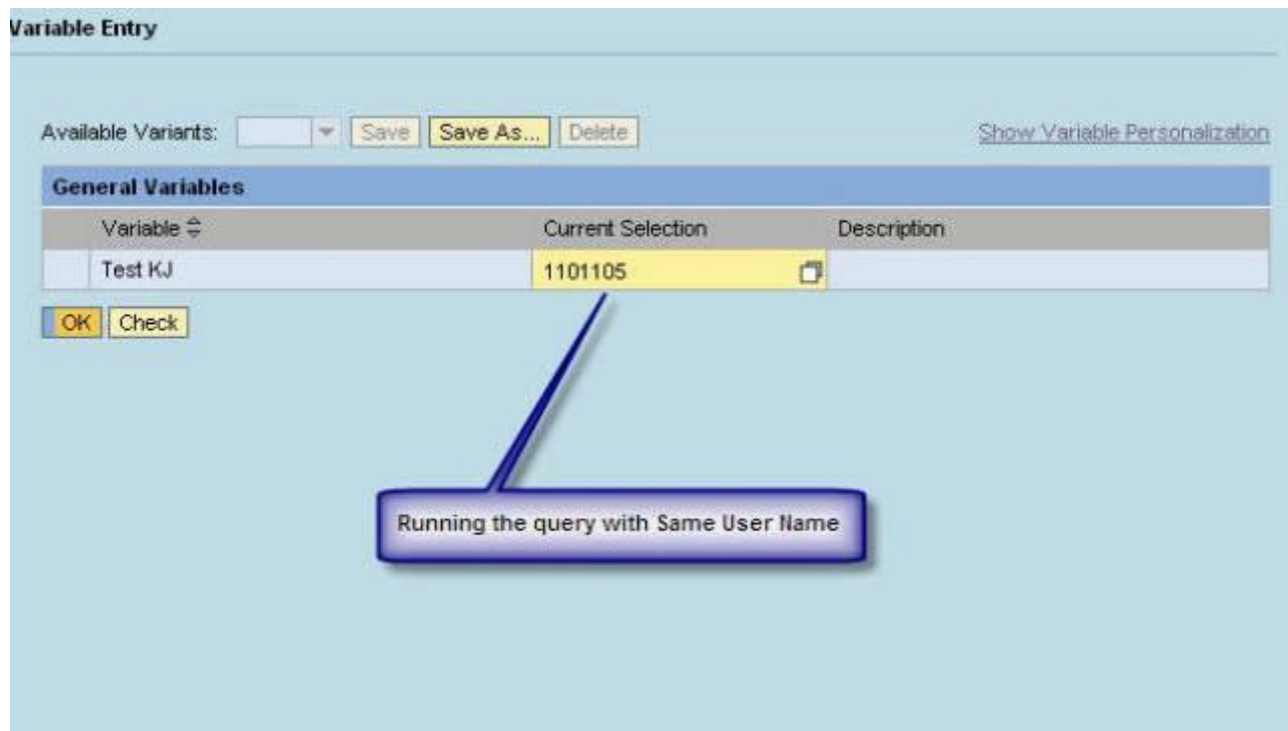 Variable Entry
Available Variants: Save Save As... Delete Show Variable Personalization
General Variables
Variable Current Selection Description
Test KJ 1101105
OK Check
Running the query with Same User Name